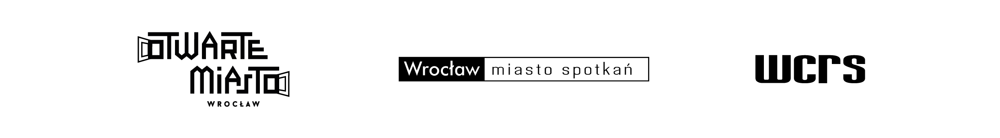 OTWARTE
MIASTO
WROCŁAW
Wrocław miasto spotkań
wcrs